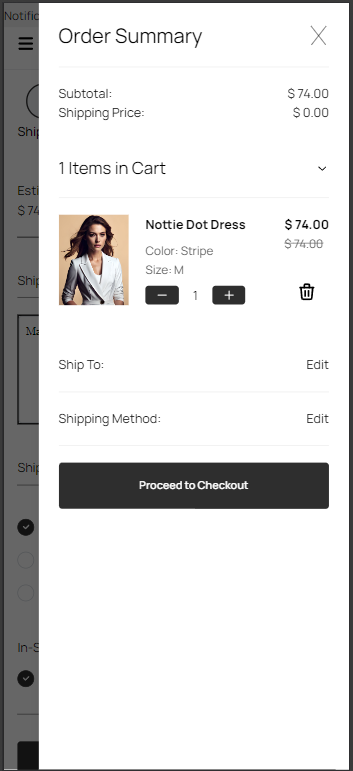 Notific
Order Summary
X
Subtotal: $ 74.00
Shipping Price: $ 0.00
Ship
1 Items in Cart
Esti
$ 74
Nottie Dot Dress $ 74.00
$ 74.00
Color: Stripe
Size: M
1
Ship
Ma
Ship To: Edit
Shipping Method: Edit
Ship
Proceed to Checkout
In-S